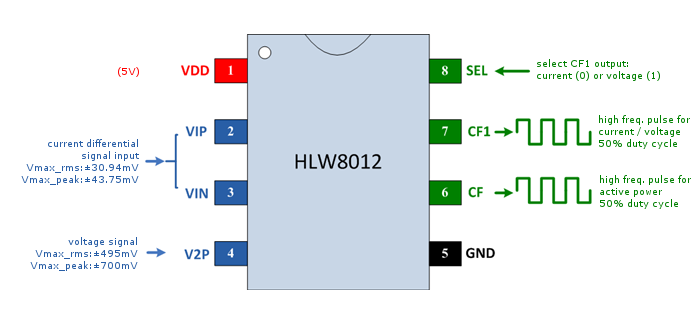 (5V)
VDD
1
VIP
2
current differential
signal input
Vmax_rms:±30.94mV
Vmax_peak:±43.75mV
VIN
3
voltage signal
Vmax_rms:±495mV
Vmax_peak:±700mV
V2P
4
HLW8012
8
SEL
select CF1 output:
current (0) or voltage (1)
7
CF1
high freq. pulse for
current / voltage
50% duty cycle
6
CF
high freq. pulse for
active power
50% duty cycle
5
GND